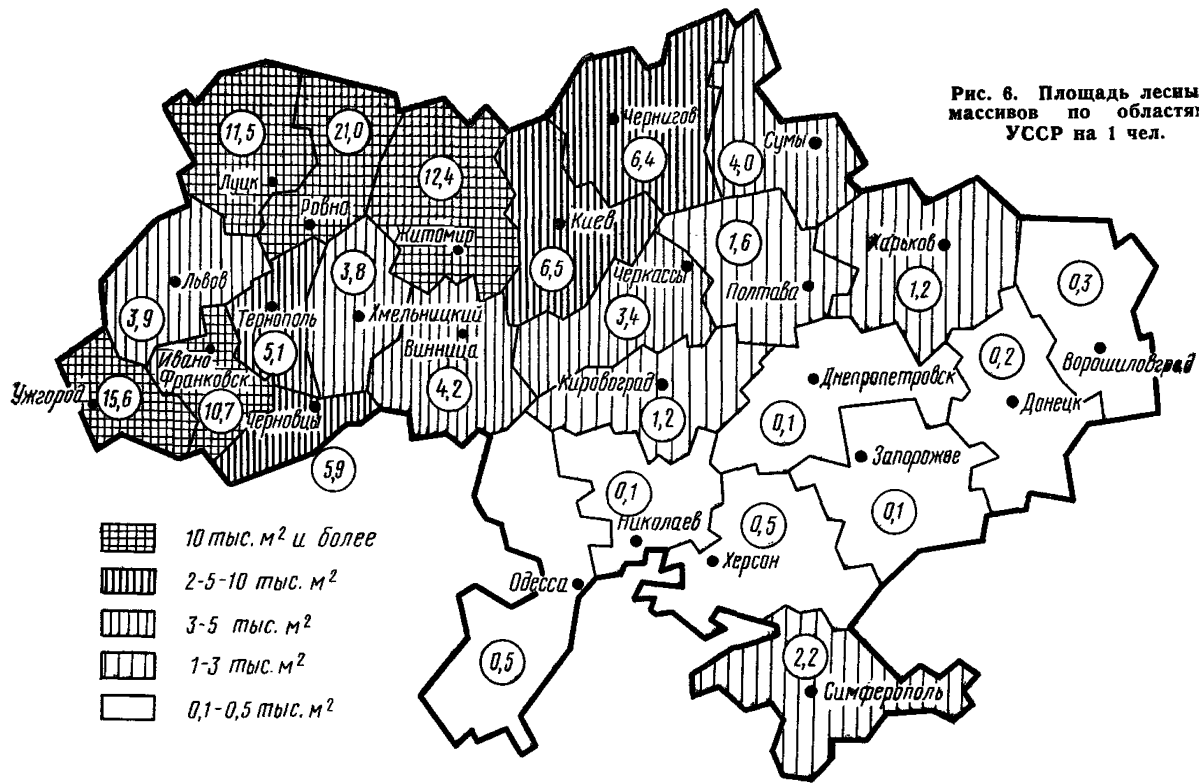 Рис. 6. Площадь лесны
массивов по областя
УССР на 1 чел.
11,5
21,0
12,4
Чернигов
6,4
4,0
Сумы
Луцк
Ровно
Житомир
Киев
6,5
1,6
Харьков
1,2
0,3
Львов
3,9
3,8
Черкассы
Полтава
3,4
Тернополь
5,1
Хмельницкий
Винница
4,2
0,2
Ворошиловград
Ивано
Франковск
Ужгород
15,6
10,7
Черновцы
5,9
Кировоград
1,2
Днепропетровск
0,1
Донецк
Запорожве
0,1
0,1
Николаев
0,5
Херсон
Одесса
0,5
2,2
Симферополь
10 тыс. м² и более
2-5-10 тыс. м²
3-5 тыс. м²
1-3 тыс. м²
0,1-0,5 тыс. м²